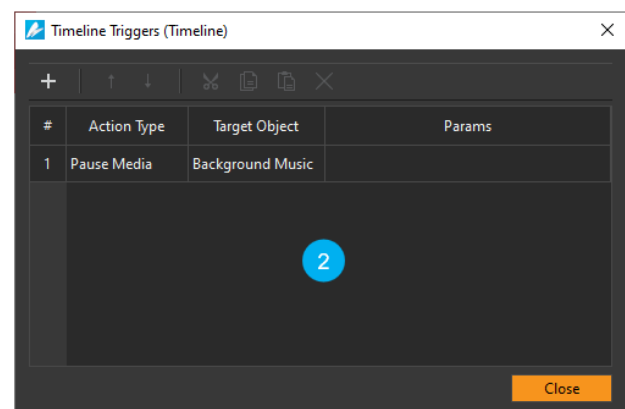 Timeline Triggers (Timeline)
# Action Type Target Object Params
1 Pause Media Background Music
2
Close